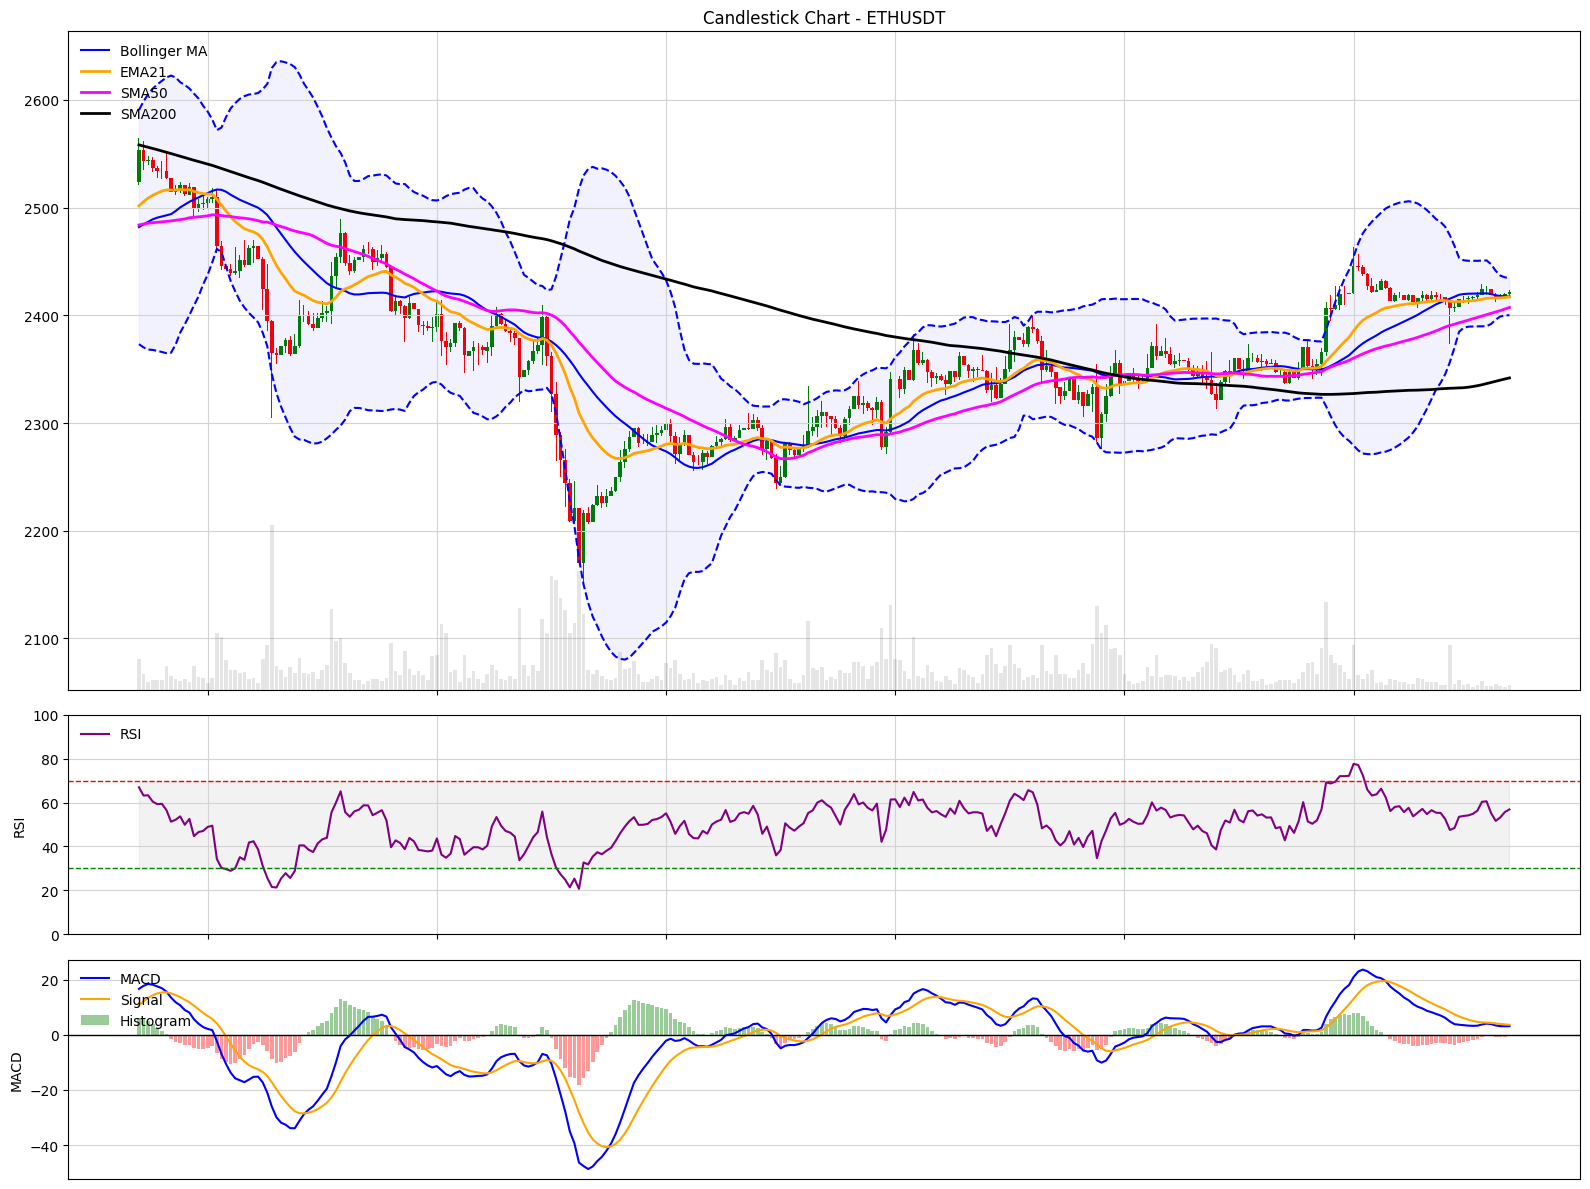 Candlestick Chart - ETHUSDT
Bollinger MA
EMA21
SMA50
SMA200
2600
2500
2400
2300
2200
2100
RSI
100
80
60
40
20
0
RSI
MACD
Signal
Histogram
20
0
−20
−40
MACD